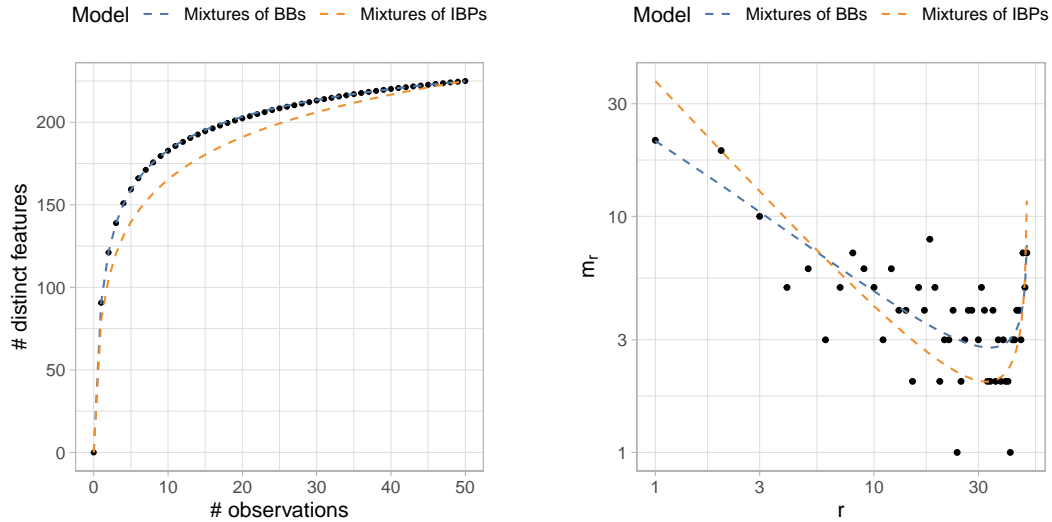 Model Mixtures of BBs Mixtures of IBPs
200
150
100
50
0
0 10 20 30 40 50
# observations
# distinct features
Model Mixtures of BBs Mixtures of IBPs
30
10
3
1
1 3 10 30
r
mr